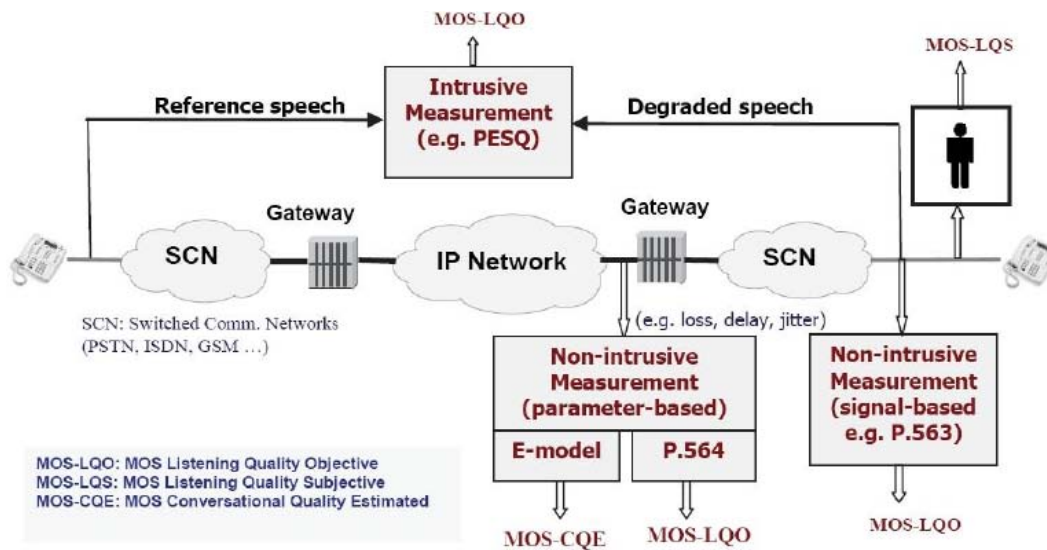 MOS-LQO
MOS-LQS
Intrusive
Measurement
(e.g. PESQ)
Reference speech
Degraded speech
Gateway
Gateway
SCN
IP Network
SCN
SCN: Switched Comm. Networks
(PSTN, ISDN, GSM …)
(e.g. loss, delay, jitter)
Non-intrusive
Measurement
(parameter-based)
E-model
P.564
Non-intrusive
Measurement
(signal-based
e.g. P.563)
MOS-LQO: MOS Listening Quality Objective
MOS-LQS: MOS Listening Quality Subjective
MOS-CQE: MOS Conversational Quality Estimated
MOS-CQE
MOS-LQO
MOS-LQO